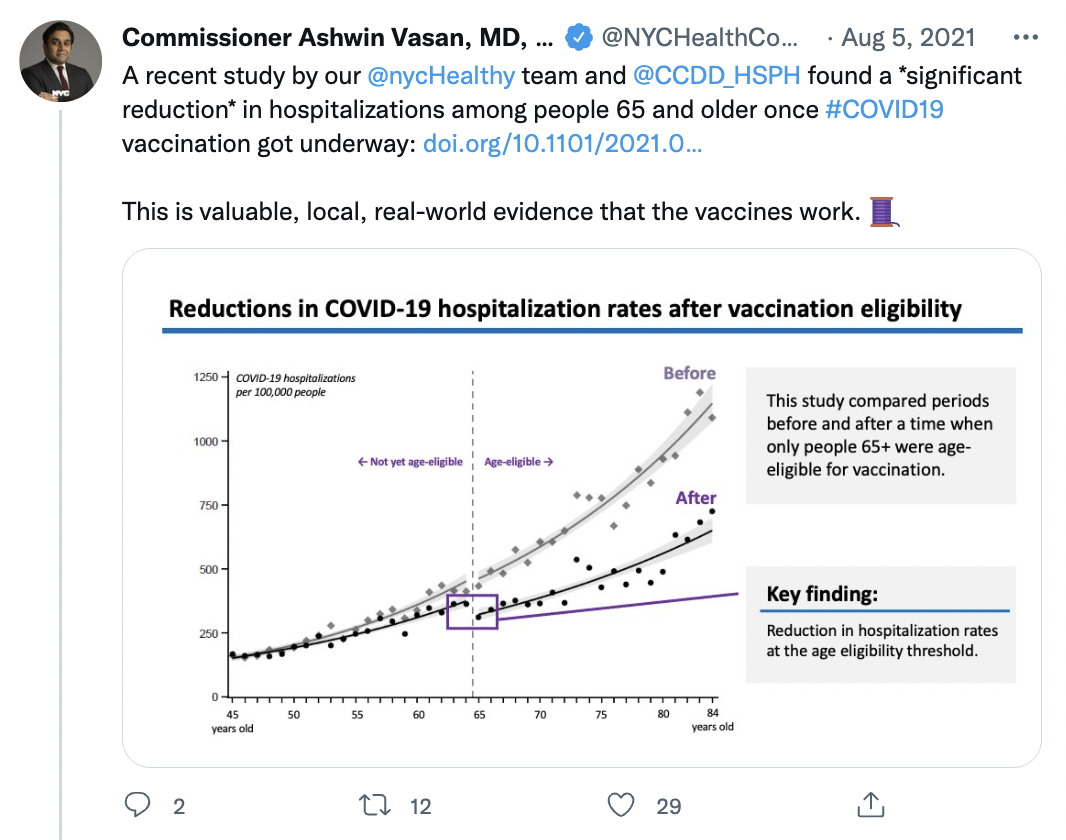 Commissioner Ashwin Vasan, MD, ... @NYCHealthCo... · Aug 5, 2021
A recent study by our @nycHealthy team and @CCDD_HSPH found a *significant
reduction* in hospitalizations among people 65 and older once #COVID19
vaccination got underway: doi.org/10.1101/2021.0...
This is valuable, local, real-world evidence that the vaccines work.
NYC
Reductions in COVID-19 hospitalization rates after vaccination eligibility
COVID-19 hospitalizations
per 100,000 people
1250
1000
750
500
250
0
← Not yet age-eligible
Age-eligible →
Before
After
45
years old
50
55
60
65
70
75
80
84
years old
This study compared periods
before and after a time when
only people 65+ were age-
eligible for vaccination.
Key finding:
Reduction in hospitalization rates
at the age eligibility threshold.
2
12
29